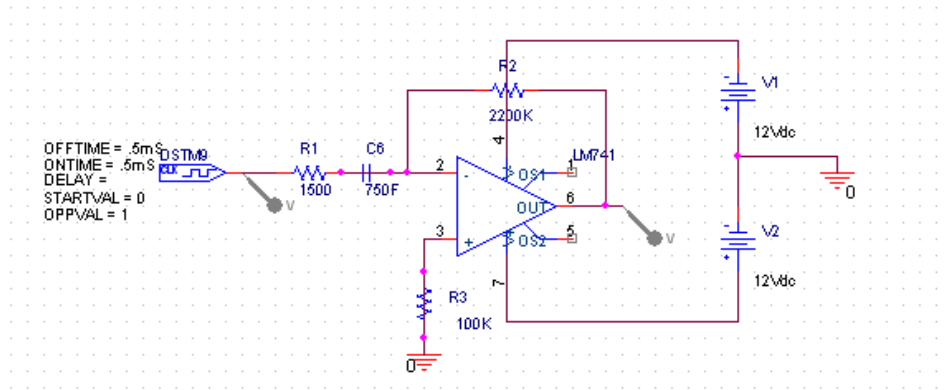 R2
V1
2200K
4
12Vdc
OFFTIME = .5mS
DSTM9
ONTIME = .5mS
CLK
DELAY =
STARTVAL = 0
OPPVAL = 1
R1
C6
1500
750F
V
2
-
LM741
1
OS1
6
OUT
3
+
OS2
5
V
7
0
V2
12Vdc
R3
100K
0